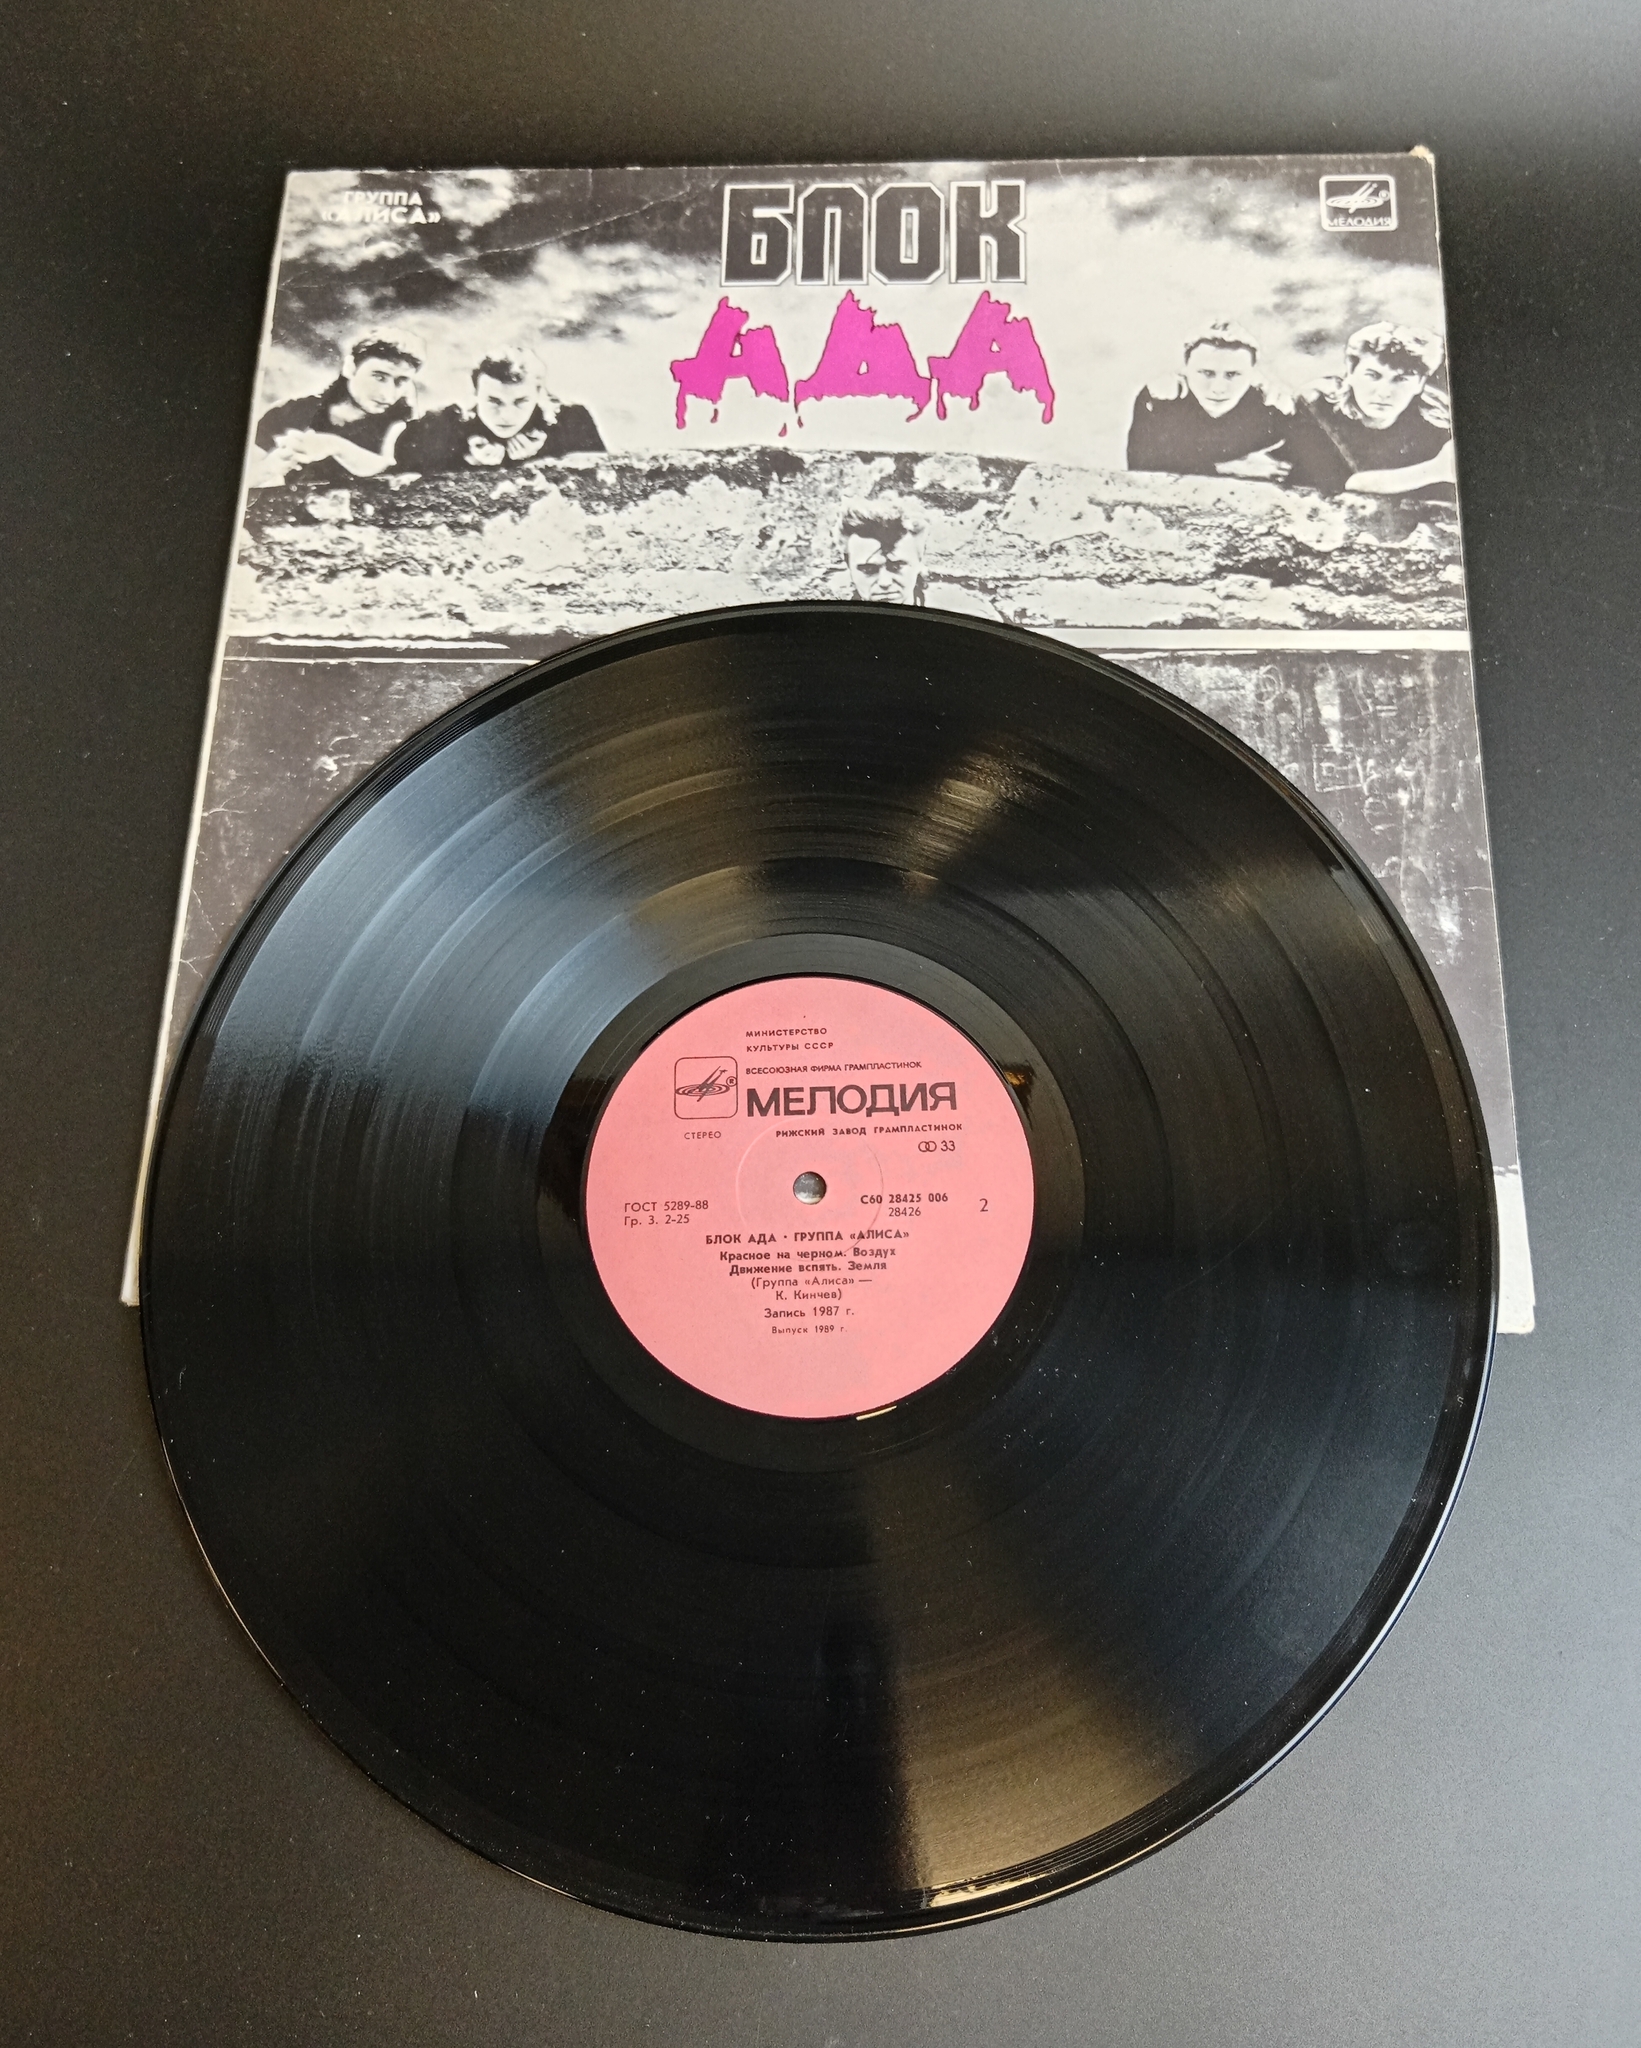 ГРУППА
«АЛИСА»
БЛОК
АДА
®
МЕЛОДИЯ
МИНИСТЕРСТВО
КУЛЬТУРЫ СССР
ВСЕСОЮЗНАЯ ФИРМА ГРАМПЛАСТИНОК
®
МЕЛОДИЯ
СТЕРЕО
РИЖСКИЙ ЗАВОД ГРАМПЛАСТИНОК
33
ГОСТ 5289-88
Гр. 3. 2-25
С60 28425 006
28426
2
БЛОК АДА · ГРУППА «АЛИСА»
Красное на черном. Воздух
Движение вспять. Земля
(Группа «Алиса» —
К. Кинчев)
Запись 1987 г.
Выпуск 1989 г.